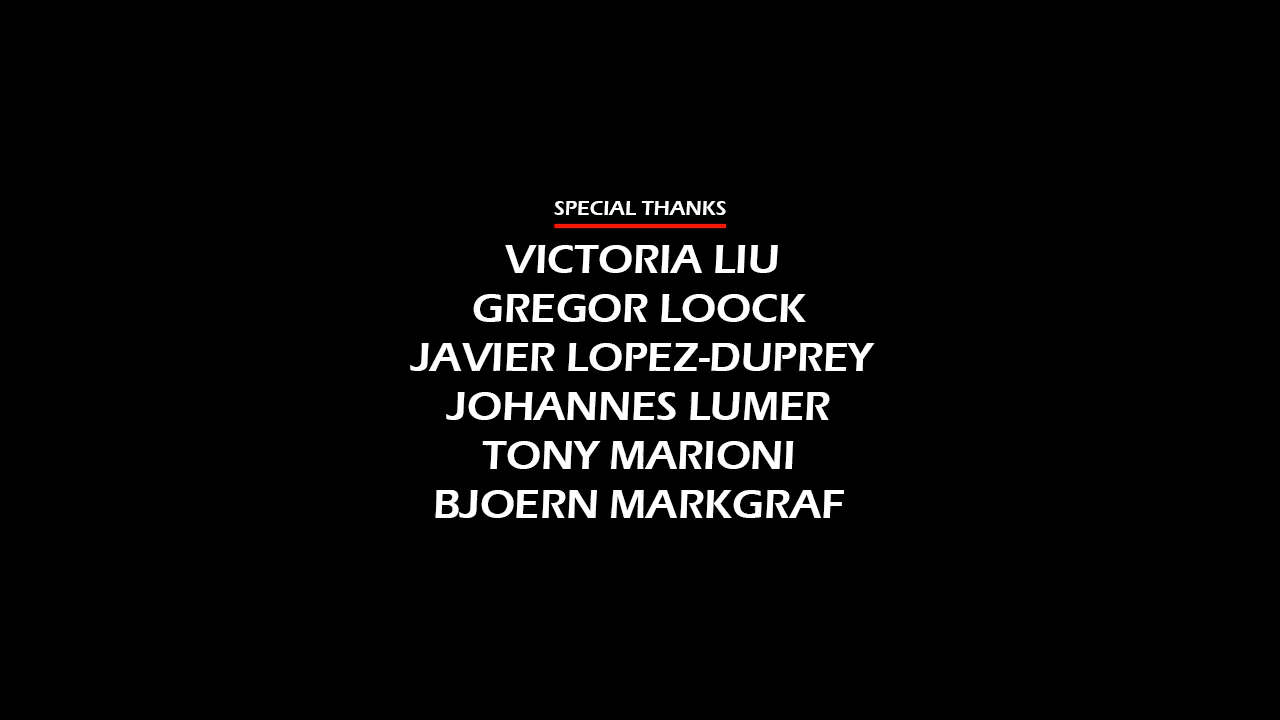 SPECIAL THANKS
VICTORIA LIU
GREGOR LOOCK
JAVIER LOPEZ-DUPREY
JOHANNES LUMER
TONY MARIONI
BJOERN MARKGRAF